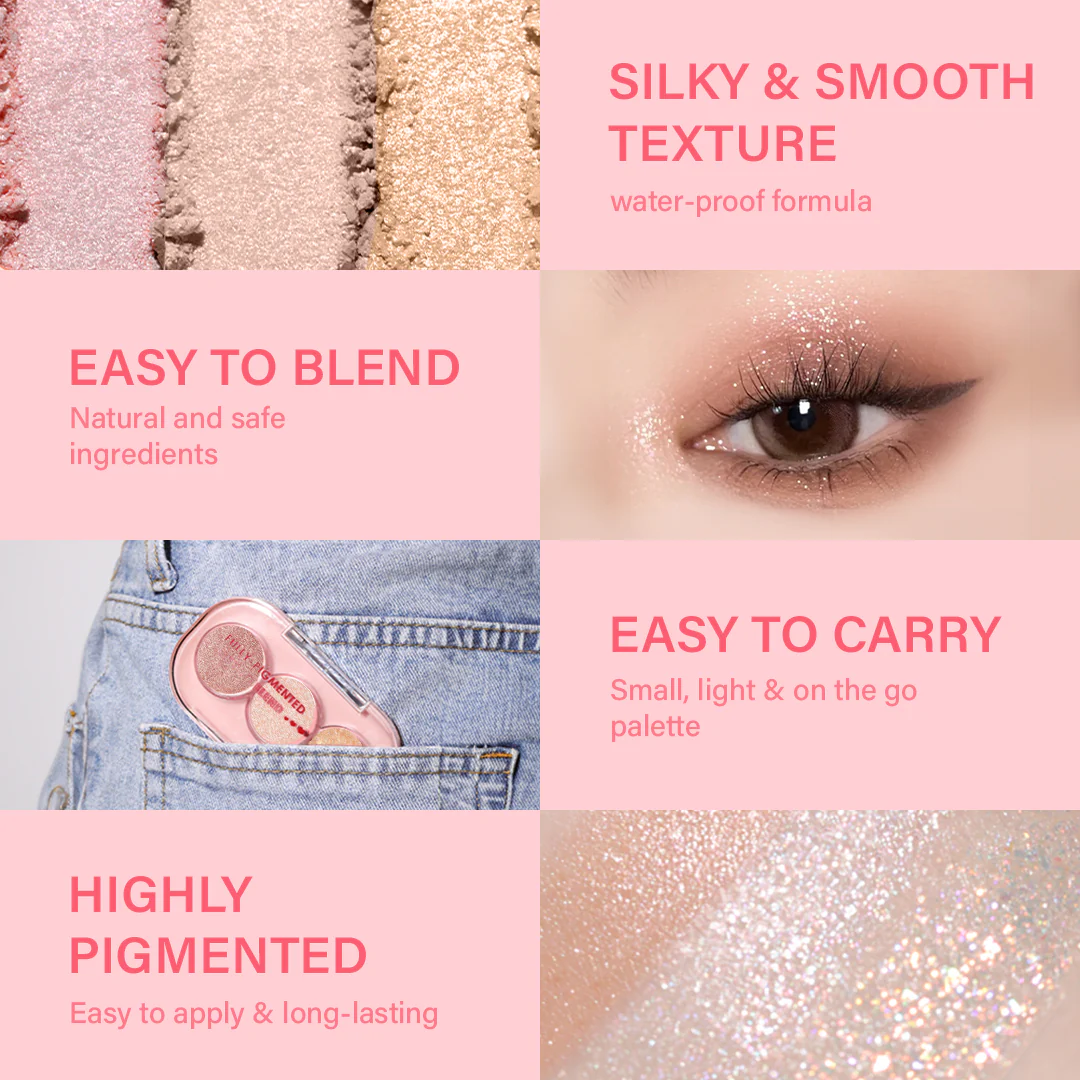 SILKY & SMOOTH
TEXTURE
water-proof formula
EASY TO BLEND
Natural and safe
ingredients
FULLY-PIGMENTED
EASY TO CARRY
Small, light & on the go
palette
HIGHLY
PIGMENTED
Easy to apply & long-lasting